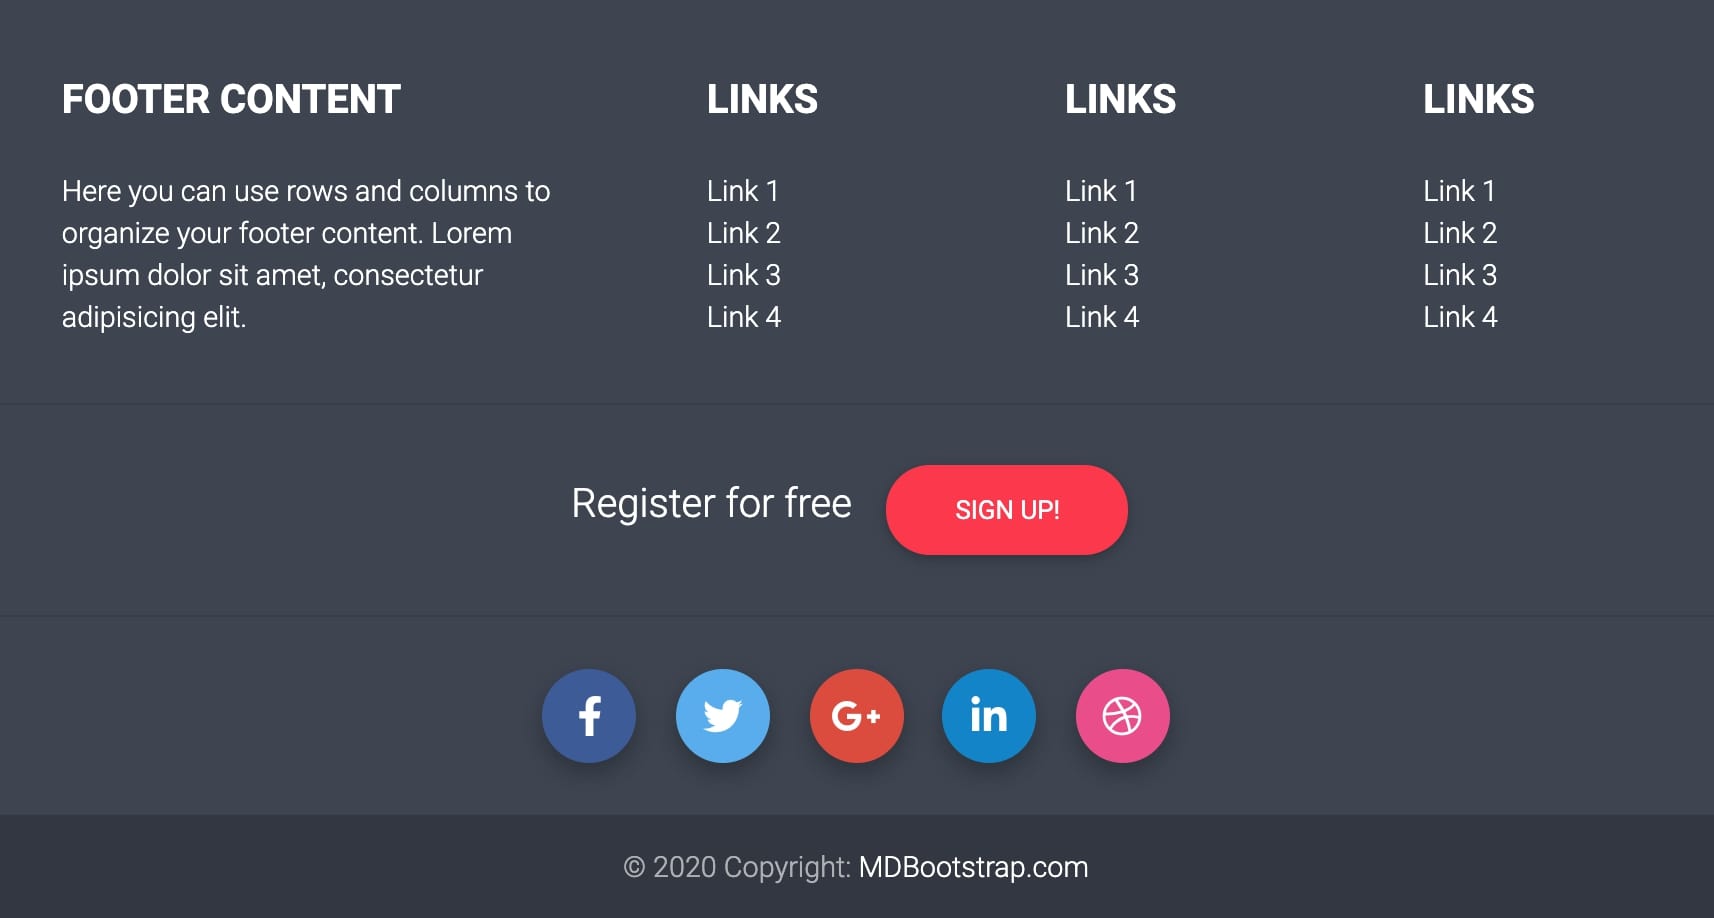 FOOTER CONTENT
Here you can use rows and columns to
organize your footer content. Lorem
ipsum dolor sit amet, consectetur
adipisicing elit.
LINKS
Link 1
Link 2
Link 3
Link 4
LINKS
Link 1
Link 2
Link 3
Link 4
LINKS
Link 1
Link 2
Link 3
Link 4
Register for free
SIGN UP!
f
G+
in
© 2020 Copyright: MDBootstrap.com